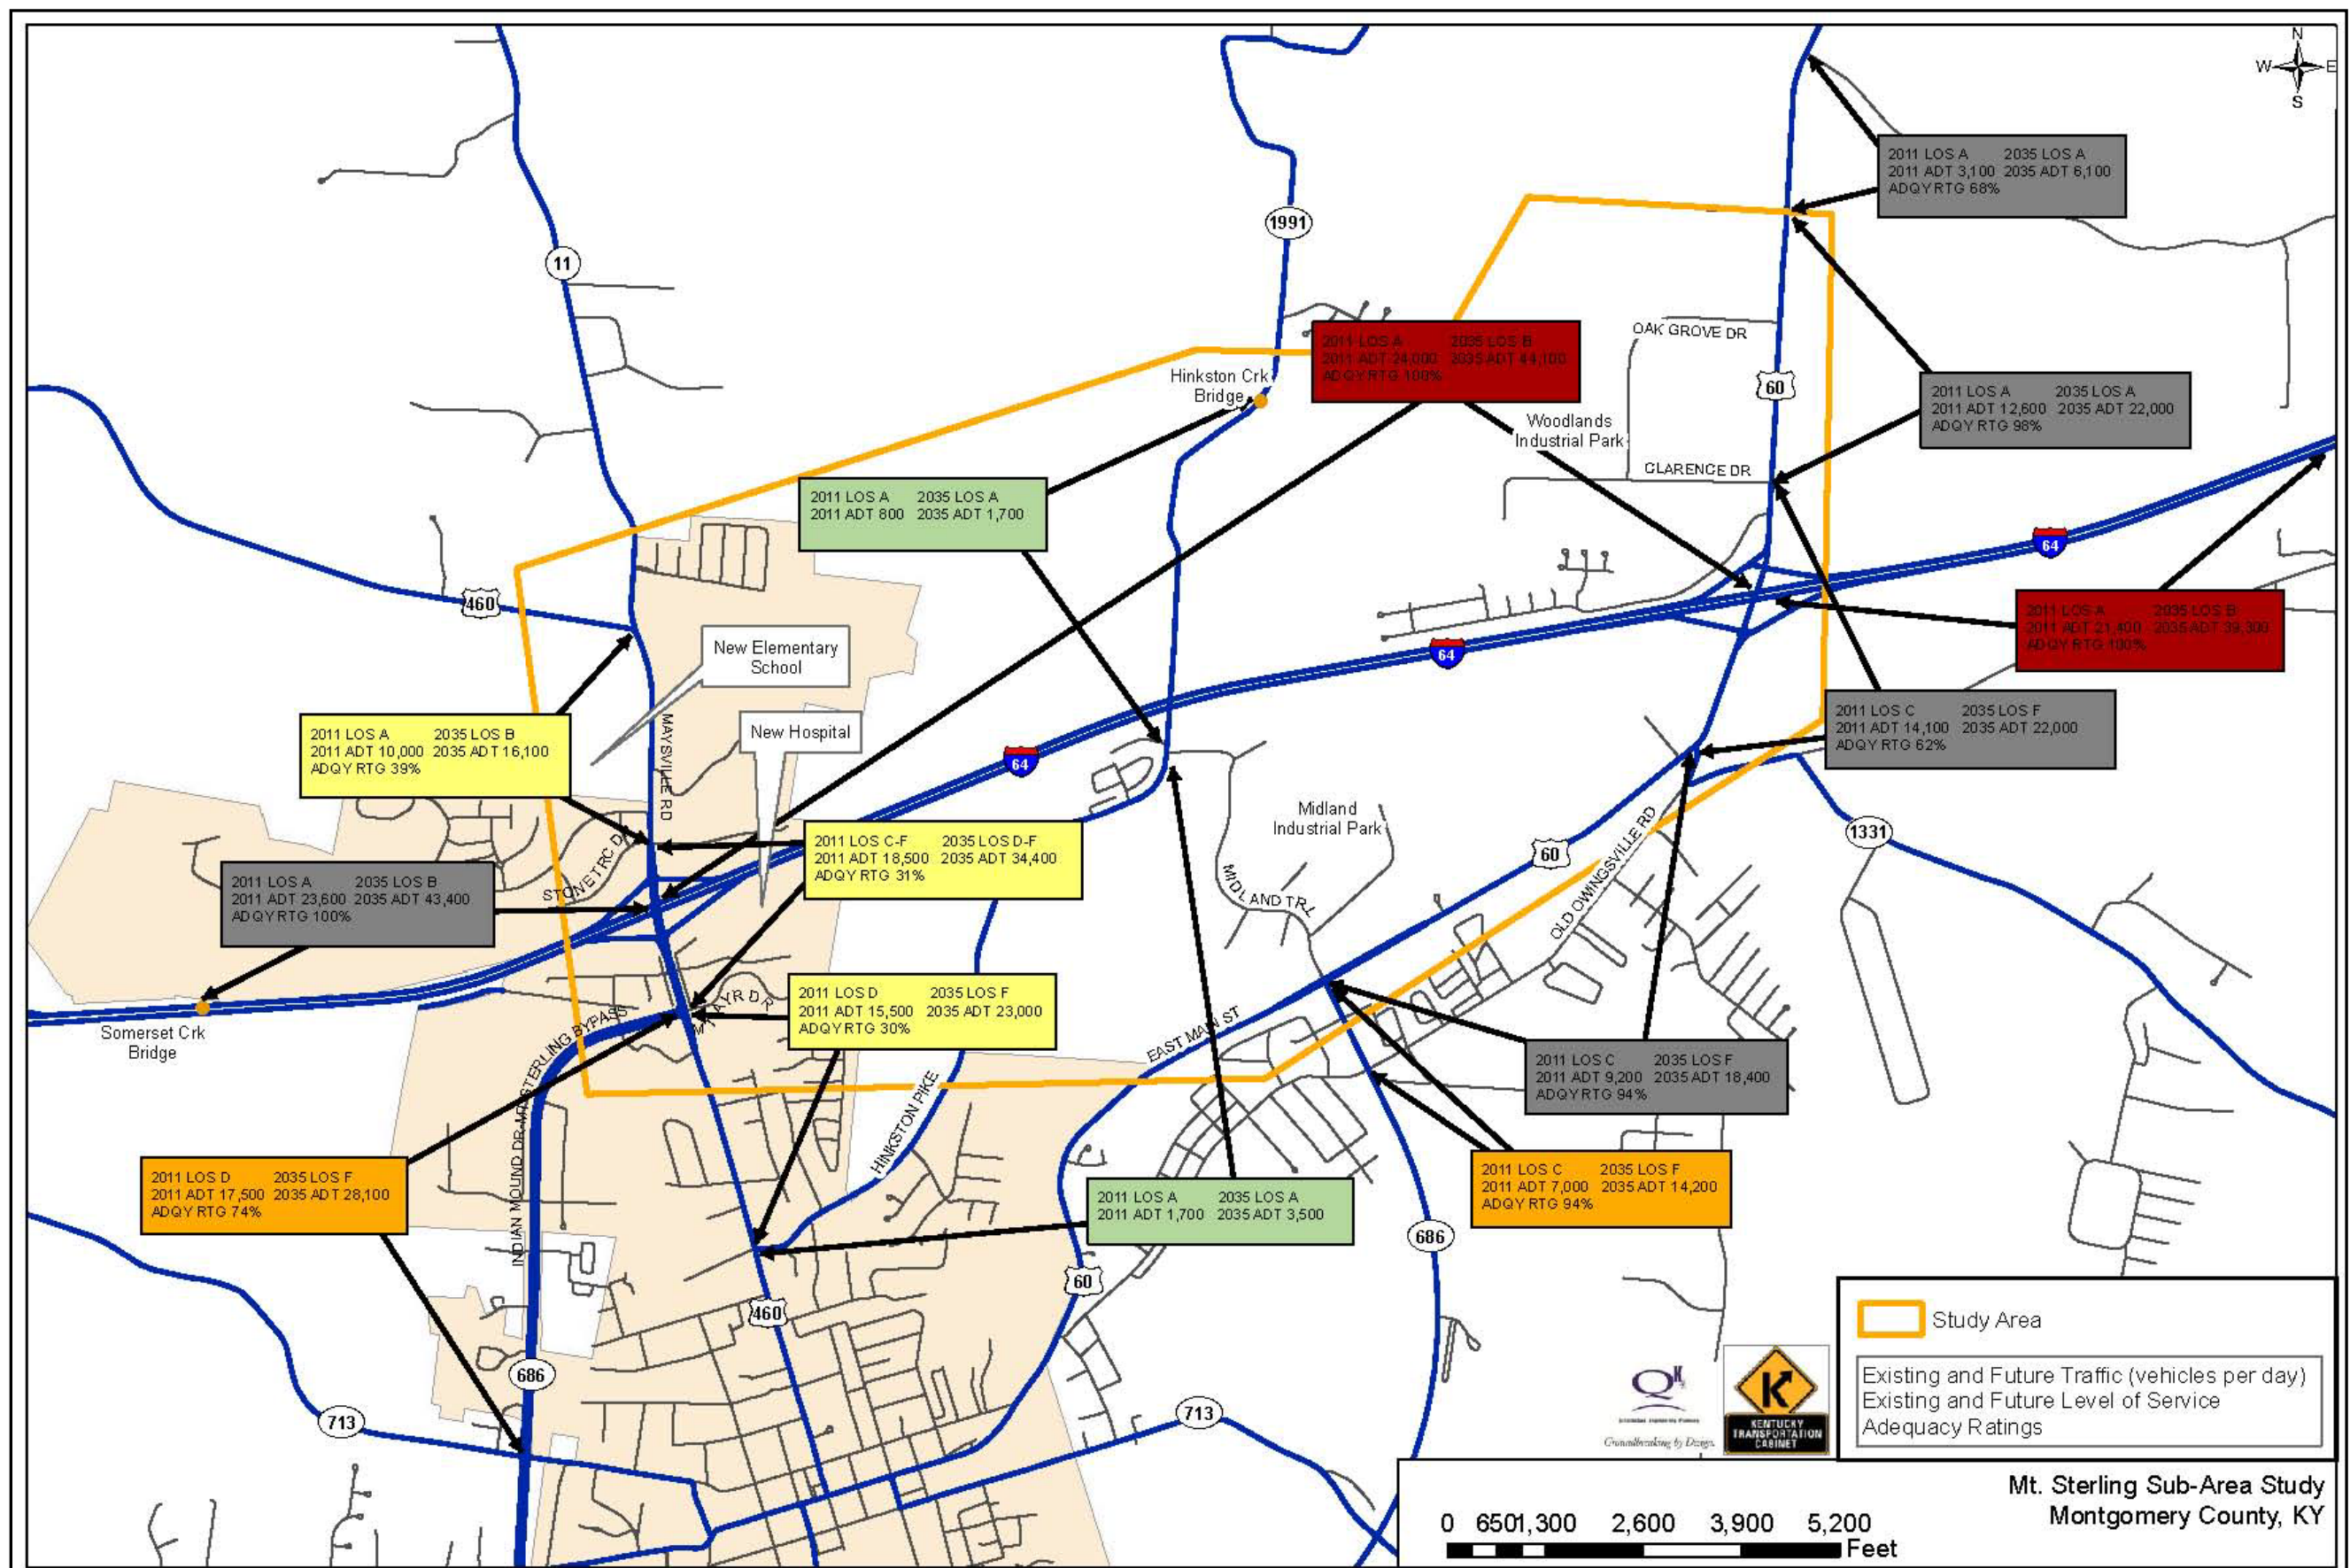 N
W E
S
2011 LOS A 2035 LOS A
2011 ADT 3,100 2035 ADT 6,100
ADQY RTG 68%
1991
11
OAK GROVE DR
2011 LOS A 2035 LOS B
2011 ADT 24,000 2035 ADT 44,100
ADQY RTG 100%
Hinkston Crk
Bridge
60
2011 LOS A 2035 LOS A
2011 ADT 12,600 2035 ADT 22,000
ADQY RTG 98%
Woodlands
Industrial Park
CLARENCE DR
2011 LOS A 2035 LOS A
2011 ADT 800 2035 ADT 1,700
64
460
2011 LOS A 2035 LOS B
2011 ADT 21,400 2035 ADT 39,300
ADQY RTG 100%
New Elementary
School
64
2011 LOS A 2035 LOS B
2011 ADT 10,000 2035 ADT 16,100
ADQY RTG 39%
MAYSVILLE RD
New Hospital
2011 LOS C 2035 LOS F
2011 ADT 14,100 2035 ADT 22,000
ADQY RTG 62%
64
Midland
Industrial Park
1331
2011 LOS C-F 2035 LOS D-F
2011 ADT 18,500 2035 ADT 34,400
ADQY RTG 31%
60
OLD OWINGSVILLE RD
2011 LOS A 2035 LOS B
2011 ADT 23,600 2035 ADT 43,400
ADQY RTG 100%
MIDLAND TRL
2011 LOS D 2035 LOS F
2011 ADT 15,500 2035 ADT 23,000
ADQY RTG 30%
Somerset Crk
Bridge
EAST MAIN ST
2011 LOS C 2035 LOS F
2011 ADT 9,200 2035 ADT 18,400
ADQY RTG 94%
HINKSTON PIKE
2011 LOS D 2035 LOS F
2011 ADT 17,500 2035 ADT 28,100
ADQY RTG 74%
INDIAN MOUND DR
STERLING BYPASS
2011 LOS C 2035 LOS F
2011 ADT 7,000 2035 ADT 14,200
ADQY RTG 94%
2011 LOS A 2035 LOS A
2011 ADT 1,700 2035 ADT 3,500
686
60
460
686
713
713
Study Area
Existing and Future Traffic (vehicles per day)
Existing and Future Level of Service
Adequacy Ratings
Groundbreaking by Design.
KENTUCKY
TRANSPORTATION
CABINET
Mt. Sterling Sub-Area Study
Montgomery County, KY
0 650 1,300 2,600 3,900 5,200
Feet